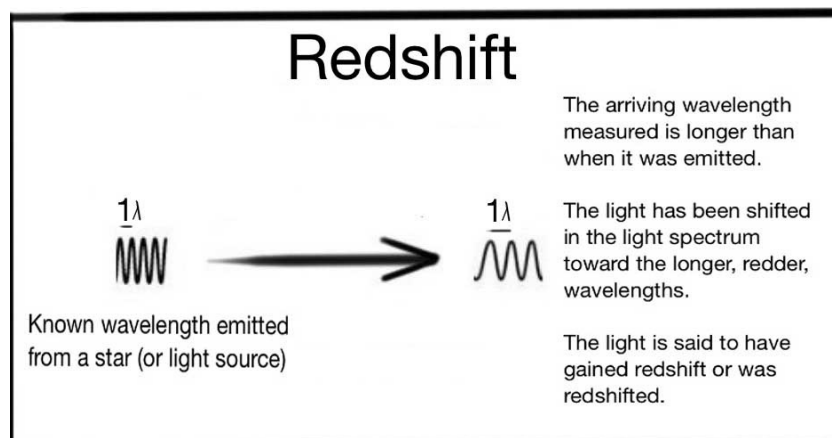 Redshift
The arriving wavelength
measured is longer than
when it was emitted.
1λ
1λ
The light has been shifted
in the light spectrum
toward the longer, redder,
wavelengths.
Known wavelength emitted
from a star (or light source)
The light is said to have
gained redshift or was
redshifted.